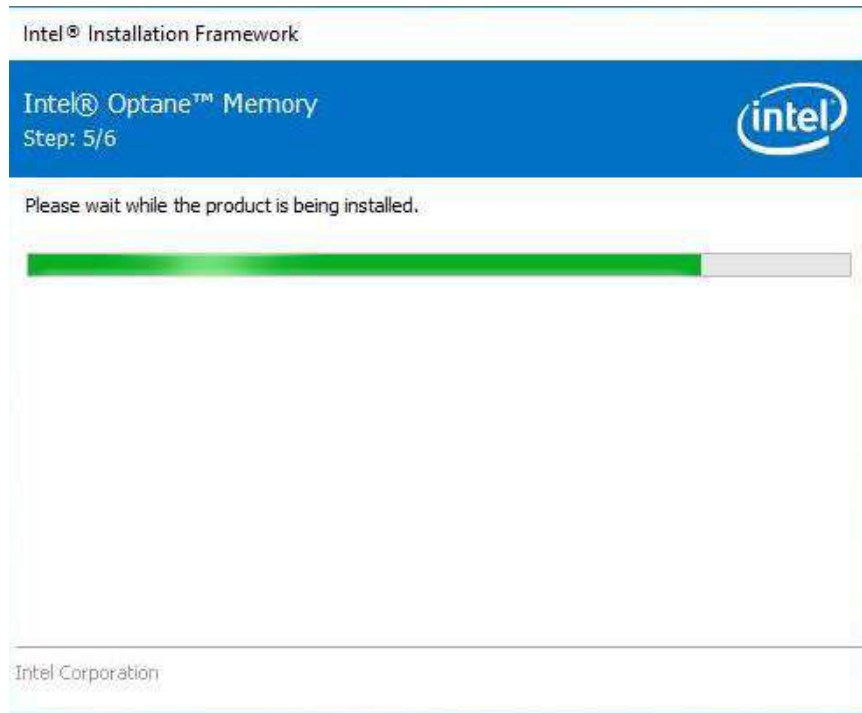 Intel® Installation Framework
Intel® Optane™ Memory
Step: 5/6
intel
Please wait while the product is being installed.
Intel Corporation